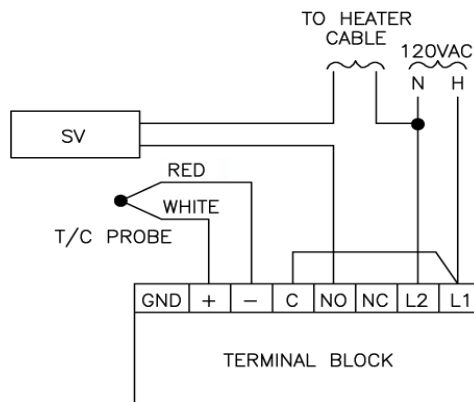 TO HEATER
CABLE
120VAC
N H
SV
RED
WHITE
T/C PROBE
GND + − C NO NC L2 L1
TERMINAL BLOCK